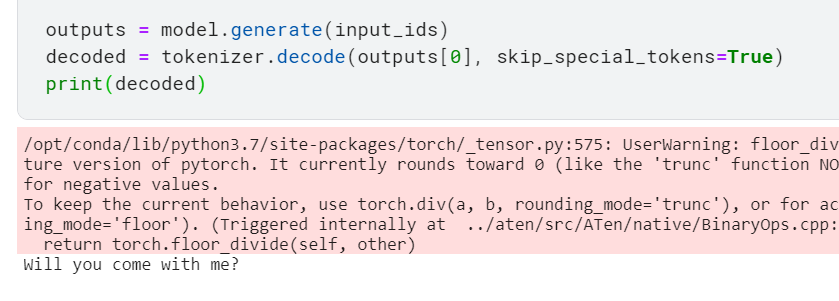 outputs = model.generate(input_ids)
decoded = tokenizer.decode(outputs[0], skip_special_tokens=True)
print(decoded)
/opt/conda/lib/python3.7/site-packages/torch/_tensor.py:575: UserWarning: floor_div
ture version of pytorch. It currently rounds toward 0 (like the 'trunc' function NO
for negative values.
To keep the current behavior, use torch.div(a, b, rounding_mode='trunc'), or for ac
ing_mode='floor'). (Triggered internally at  ../aten/src/ATen/native/BinaryOps.cpp:
  return torch.floor_divide(self, other)
Will you come with me?